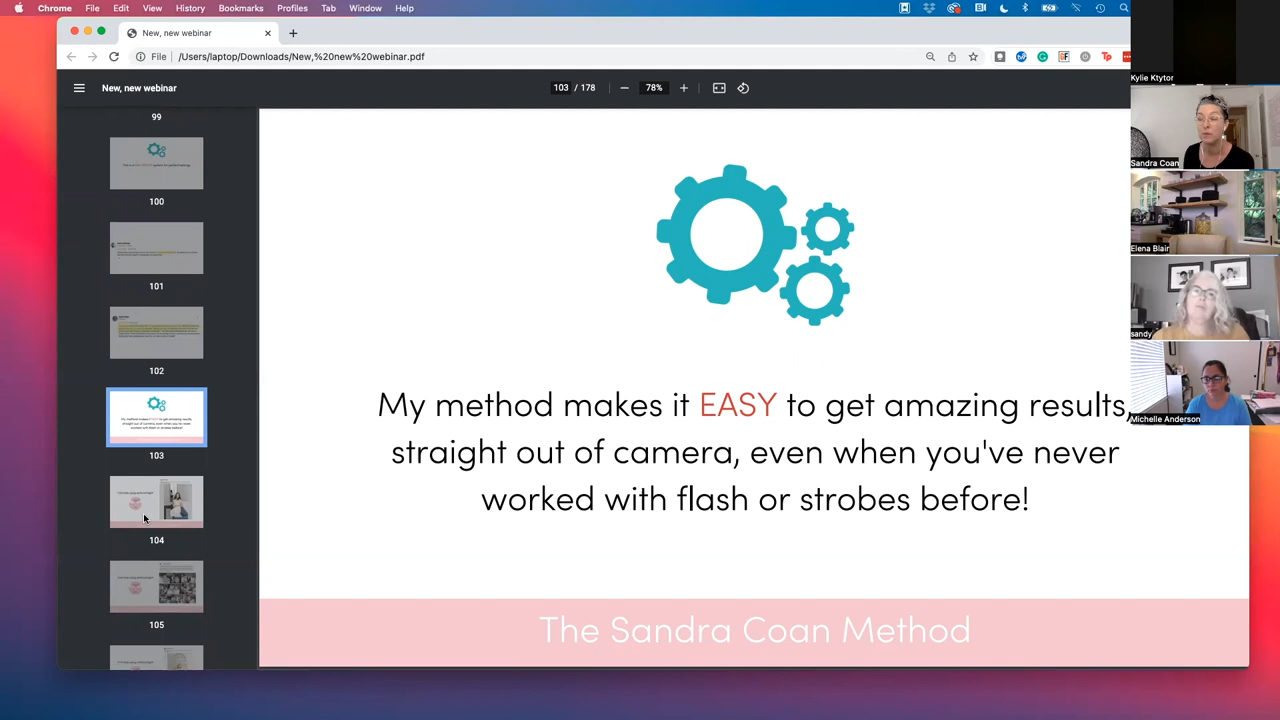 Chrome File Edit View History Bookmarks Profiles Tab Window Help
New, new webinar
File /Users/laptop/Downloads/New,%20new%20webinar.pdf
New, new webinar
103 / 178
78%
99
100
101
102
103
104
105
My method makes it EASY to get amazing results,
straight out of camera, even when you've never
worked with flash or strobes before!
The Sandra Coan Method
Kylie Ktytor
Sandra Coan
Elena Blair
sandy
Michelle Anderson